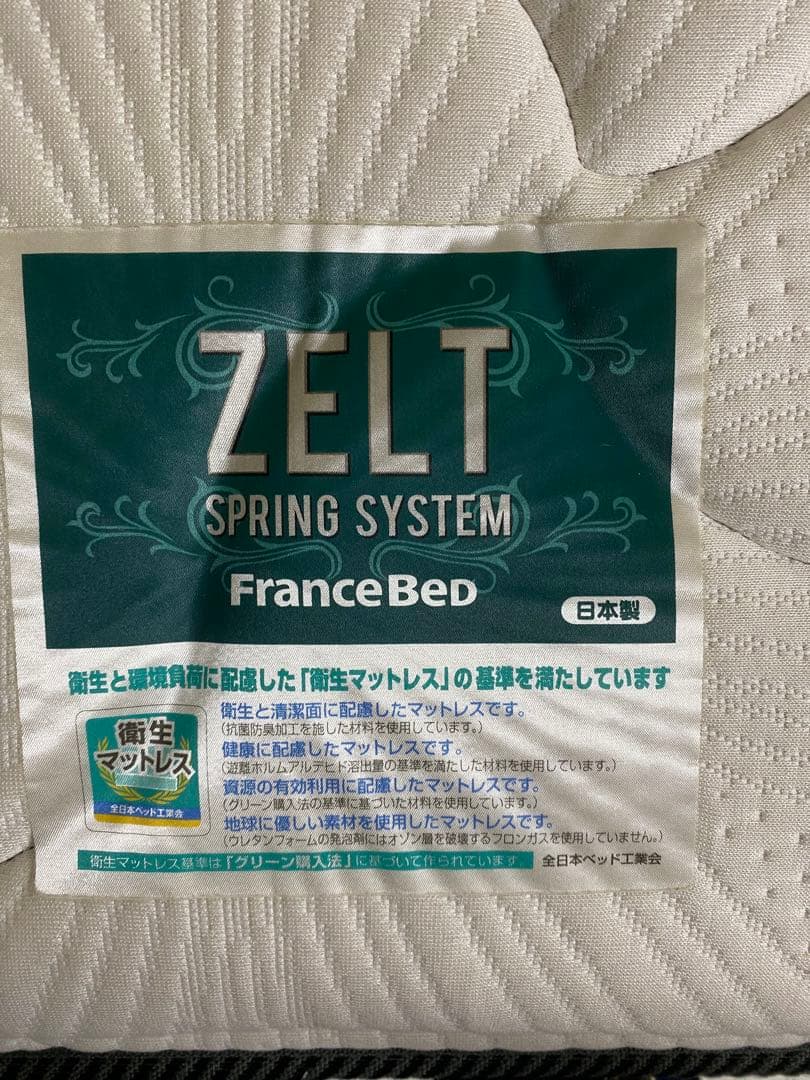 ZELT
SPRING SYSTEM
FranceBeD
日本製
衛生と環境負荷に配慮した「衛生マットレス」の基準を満たしています
衛生
マットレス
全日本ベッド工業会
衛生と清潔面に配慮したマットレスです。
(抗菌防臭加工を施した材料を使用しています。)
健康に配慮したマットレスです。
(遊離ホルムアルデヒド溶出量の基準を満たした材料を使用しています。)
資源の有効利用に配慮したマットレスです。
(グリーン購入法の基準に基づいた材料を使用しています。)
地球に優しい素材を使用したマットレスです。
(ウレタンフォームの発泡剤にはオゾン層を破壊するフロンガスを使用していません。)
衛生マットレス基準は「グリーン購入法」に基づいて作られています。 全日本ベッド工業会